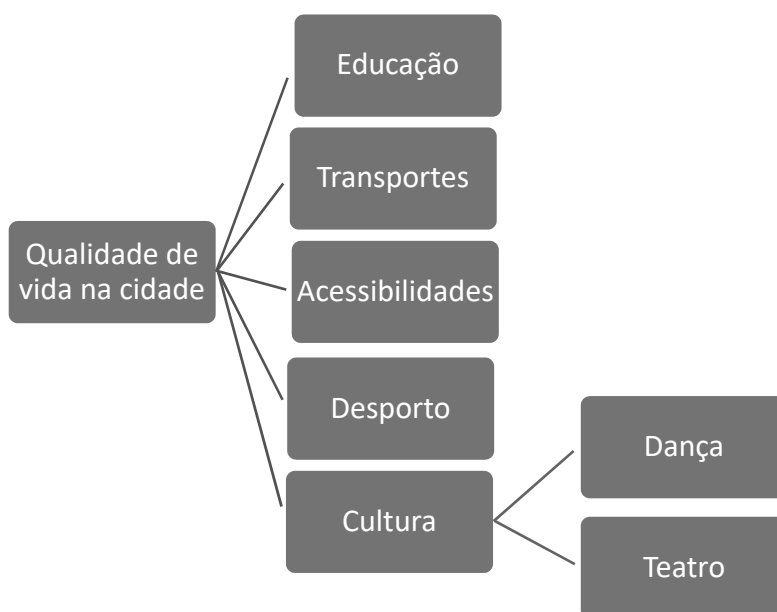 Educação
Transportes
Qualidade de
vida na cidade
Acessibilidades
Desporto
Cultura
Dança
Teatro